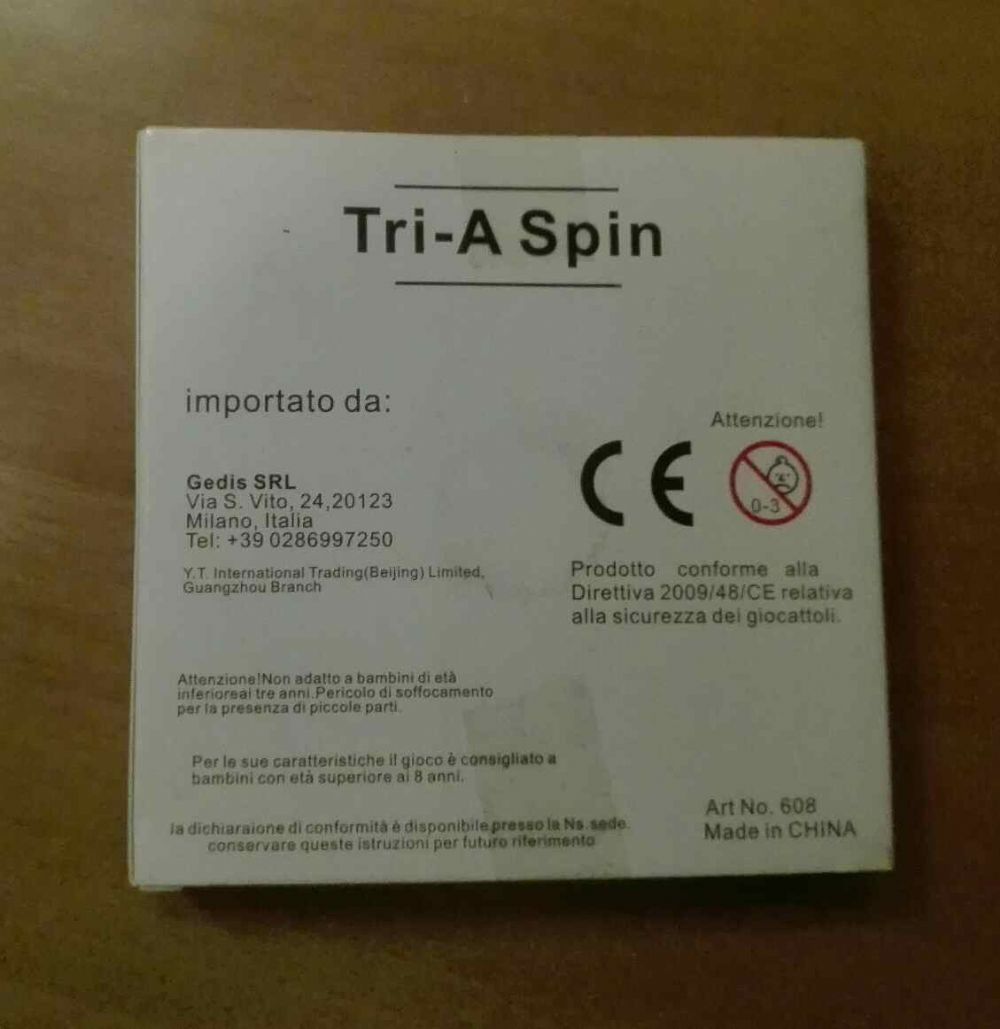 Tri-A Spin
importato da:
Gedis SRL
Via S. Vito, 24,20123
Milano, Italia
Tel: +39 0286997250
Y.T. International Trading(Beijing) Limited,
Guangzhou Branch
Attenzione!
CE
0-3
Prodotto conforme alla
Direttiva 2009/48/CE relativa
alla sicurezza dei giocattoli.
Attenzione!Non adatto a bambini di età
inferioreai tre anni.Pericolo di soffocamento
per la presenza di piccole parti.
Per le sue caratteristiche il gioco è consigliato a
bambini con età superiore ai 8 anni.
la dichiaraione di conformità è disponibile presso la Ns.sede.
conservare queste istruzioni per futuro riferimento
Art No. 608
Made in CHINA